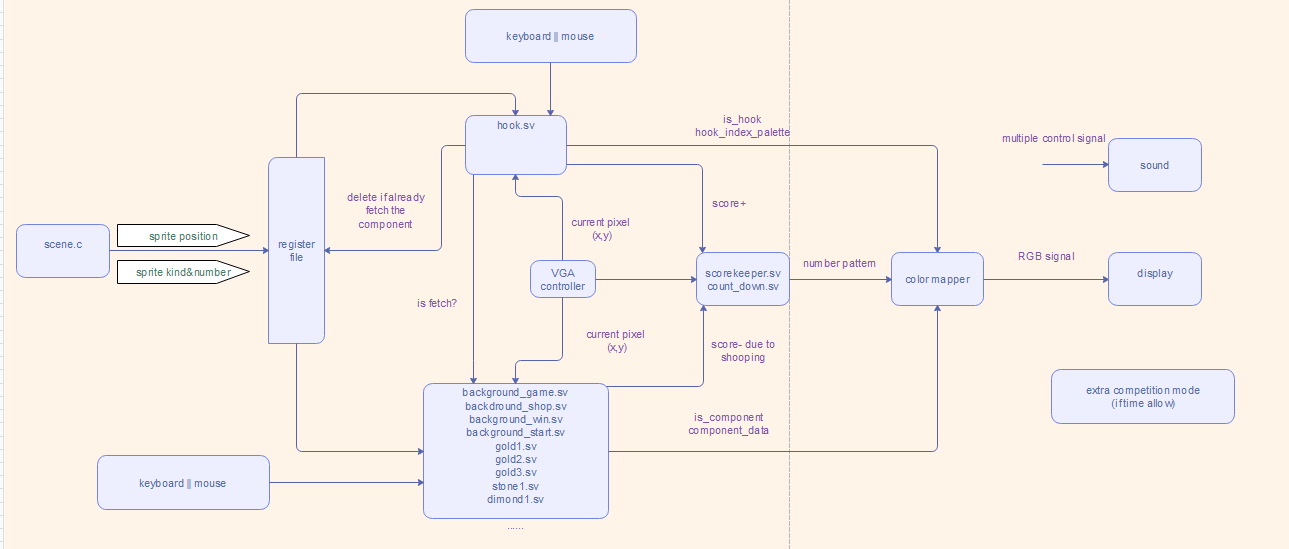 keyboard || mouse
hook.sv
is_hook
hook_index_palette
multiple control signal
sound
delete if already
fetch the
component
score+
current pixel
(x,y)
scene.c
sprite position
sprite kind&number
register
file
VGA
controller
scorekeeper.sv
count_down.sv
number pattern
color mapper
RGB signal
display
is fetch?
current pixel
(x,y)
score- due to
shooping
background_game.sv
backdround_shop.sv
background_win.sv
background_start.sv
gold1.sv
gold2.sv
gold3.sv
stone1.sv
dimond1.sv
......
is_component
component_data
extra competition mode
(if time allow)
keyboard || mouse